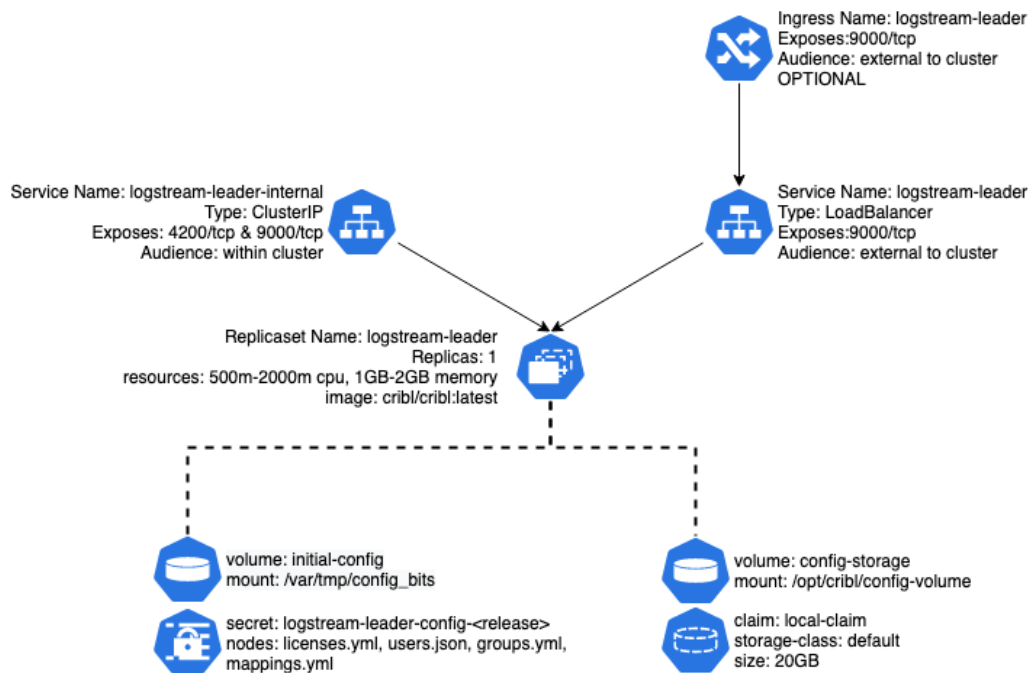 Ingress Name: logstream-leader
Exposes:9000/tcp
Audience: external to cluster
OPTIONAL
Service Name: logstream-leader-internal
Type: ClusterIP
Exposes: 4200/tcp & 9000/tcp
Audience: within cluster
Service Name: logstream-leader
Type: LoadBalancer
Exposes:9000/tcp
Audience: external to cluster
Replicaset Name: logstream-leader
Replicas: 1
resources: 500m-2000m cpu, 1GB-2GB memory
image: cribl/cribl:latest
volume: initial-config
mount: /var/tmp/config_bits
secret: logstream-leader-config-<release>
nodes: licenses.yml, users.json, groups.yml,
mappings.yml
volume: config-storage
mount: /opt/cribl/config-volume
claim: local-claim
storage-class: default
size: 20GB